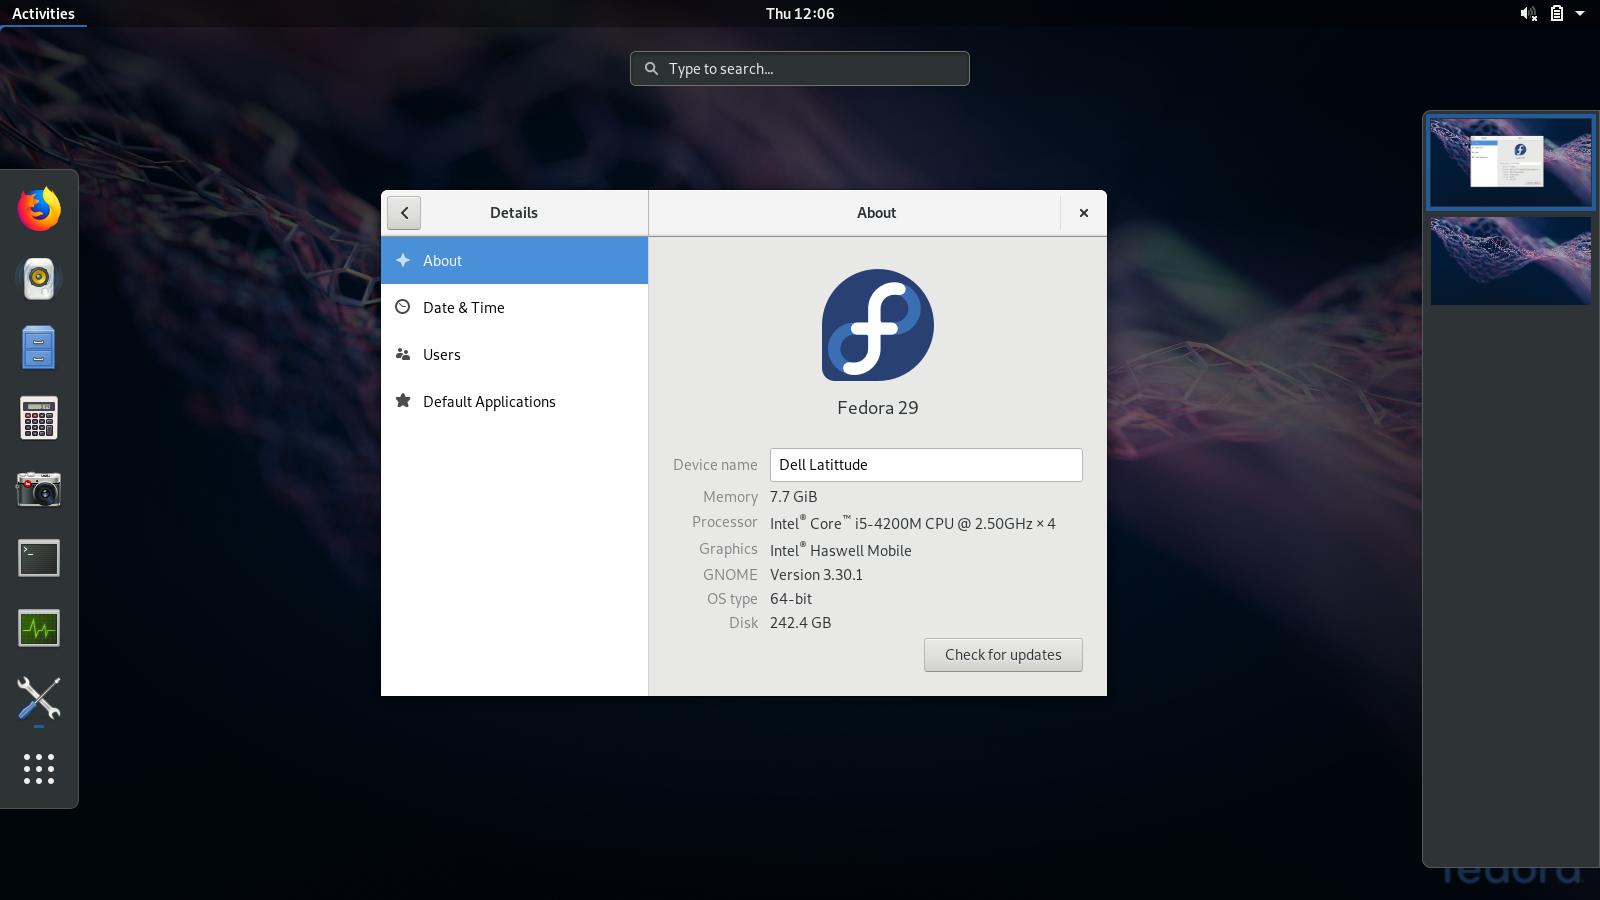 Activities
Thu 12:06
Type to search...
Details
About
About
Date & Time
Users
Default Applications
Fedora 29
Device name Dell Latittude
Memory 7.7 GiB
Processor Intel® Core™ i5-4200M CPU @ 2.50GHz × 4
Graphics Intel® Haswell Mobile
GNOME Version 3.30.1
OS type 64-bit
Disk 242.4 GB
Check for updates
fedora